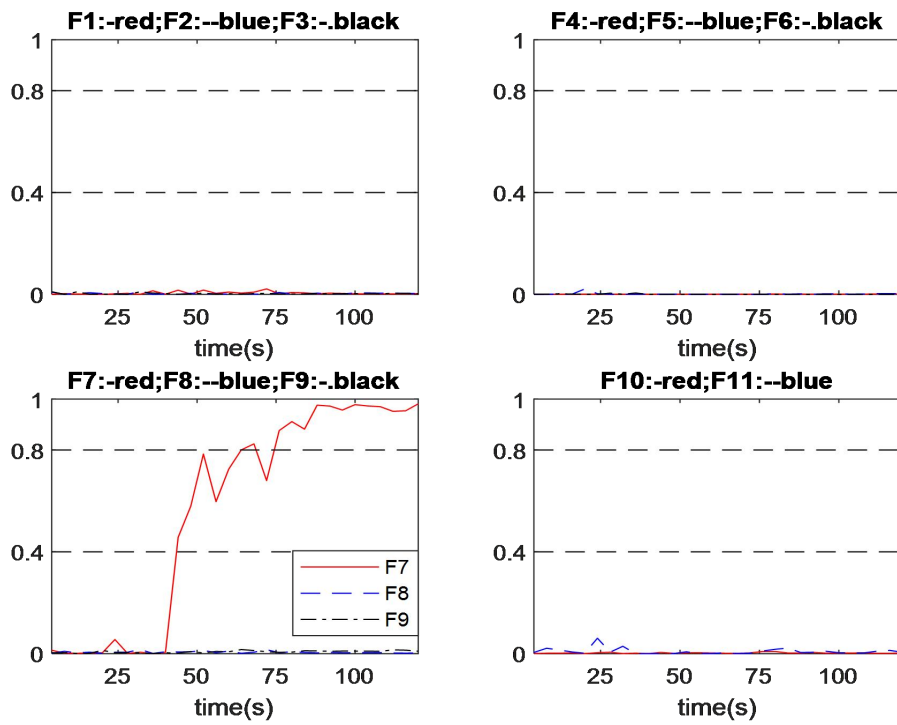 F1:-red;F2:--blue;F3:-.black
1
0.8
0.4
0
25 50 75 100
time(s)
F4:-red;F5:--blue;F6:-.black
1
0.8
0.4
0
25 50 75 100
time(s)
F7:-red;F8:--blue;F9:-.black
1
0.8
0.4
0
F7
F8
F9
25 50 75 100
time(s)
F10:-red;F11:--blue
1
0.8
0.4
0
25 50 75 100
time(s)